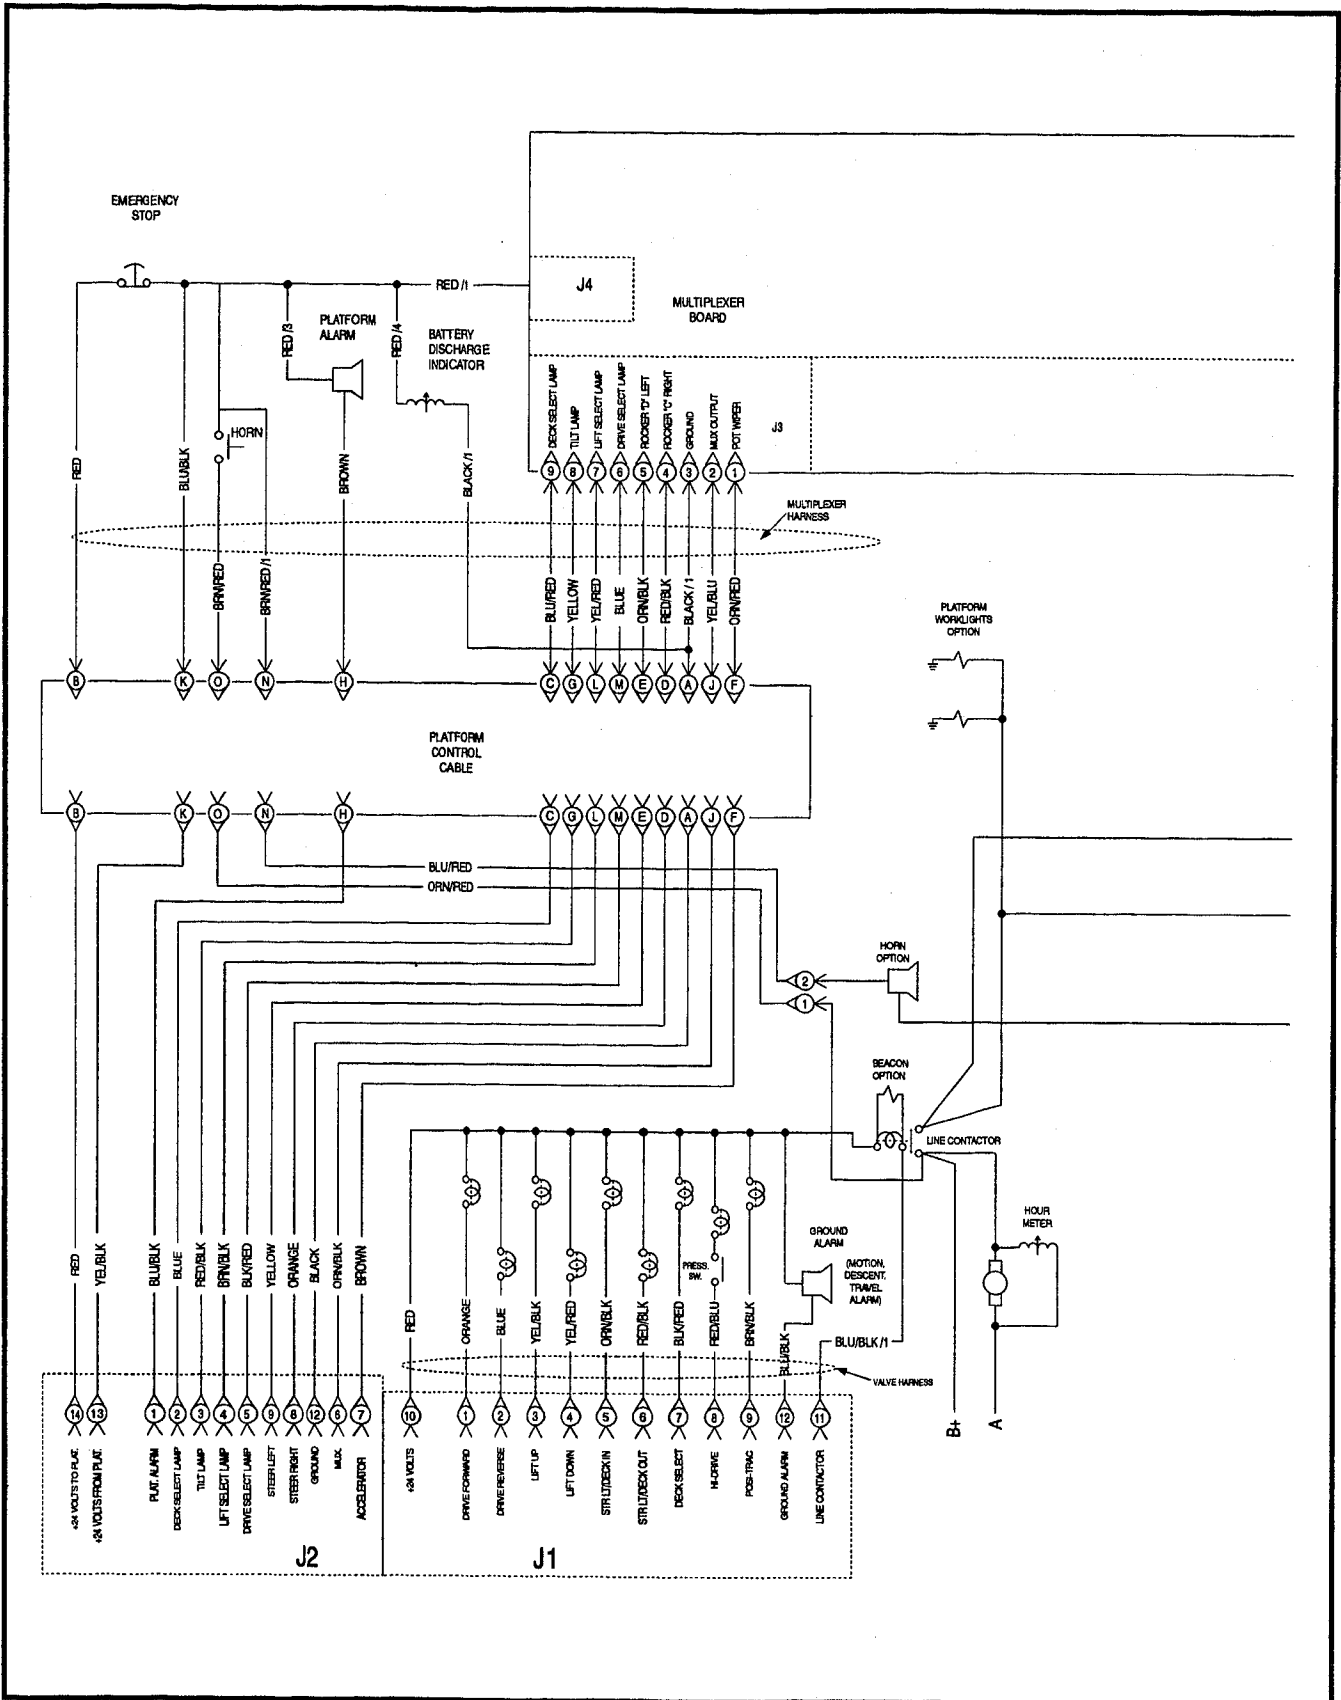 EMERGENCY
STOP
RED /1
J4
MULTIPLEXER
BOARD
RED /3
PLATFORM
ALARM
RED /4
BATTERY
DISCHARGE
INDICATOR
J3
DECK SELECT LAMP
TILT LAMP
LIFT SELECT LAMP
DRIVE SELECT LAMP
ROCKER "D" LEFT
ROCKER "C" RIGHT
GROUND
MUX OUTPUT
POT WIPER
9 8 7 6 5 4 3 2 1
RED
BLU/BLK
HORN
BROWN
BLACK /1
MULTIPLEXER
HARNESS
BRN/RED
BRN/RED /1
BLU/RED
YELLOW
YEL/RED
BLUE
ORN/BLK
RED/BLK
BLACK / 1
YEL/BLU
ORN/RED
PLATFORM
WORKLIGHTS
OPTION
B K O N H C G L M E D A J F
PLATFORM
CONTROL
CABLE
B K O N H C G L M E D A J F
BLU/RED
ORN/RED
HORN
OPTION
2
1
BEACON
OPTION
LINE CONTACTOR
HOUR
METER
GROUND
ALARM
(MOTION,
DESCENT,
TRAVEL
ALARM)
PRESS.
SW.
RED
YEL/BLK
BLU/BLK
BLUE
RED/BLK
BRN/BLK
BLK/RED
YELLOW
ORANGE
BLACK
ORN/BLK
BROWN
RED
ORANGE
BLUE
YEL/BLK
YEL/RED
ORN/BLK
RED/BLK
BLK/RED
RED/BLU
BRN/BLK
BLU/BLK
BLU/BLK /1
VALVE HARNESS
14 13 1 2 3 4 5 9 8 12 6 7
10 1 2 3 4 5 6 7 8 9 12 11
B+
A
+24 VOLTS TO PLAT.
+24 VOLTS FROM PLAT.
PLAT. ALARM
DECK SELECT LAMP
TILT LAMP
LIFT SELECT LAMP
DRIVE SELECT LAMP
STEER LEFT
STEER RIGHT
GROUND
MUX
ACCELERATOR
+24 VOLTS
DRIVE FORWARD
DRIVE REVERSE
LIFT UP
LIFT DOWN
STR LT/DECK IN
STR LT/DECK OUT
DECK SELECT
HI-DRIVE
POSI-TRAC
GROUND ALARM
LINE CONTACTOR
J2
J1